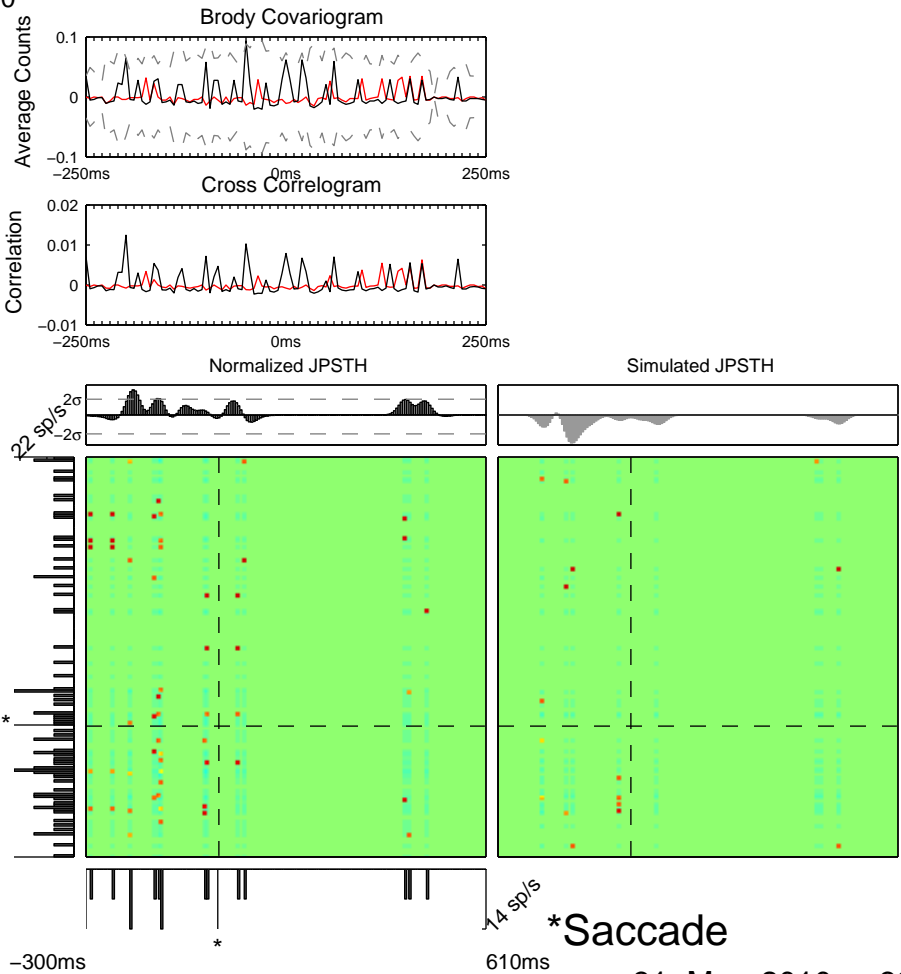 Brody Covariogram
Average Counts
0.1
0
−0.1
−250ms
0ms
250ms
Cross Correlogram
Correlation
0.02
0.01
0
−0.01
−250ms
0ms
250ms
Normalized JPSTH
Simulated JPSTH
2σ
−2σ
22 sp/s
*
14 sp/s
*
*Saccade
−300ms
610ms